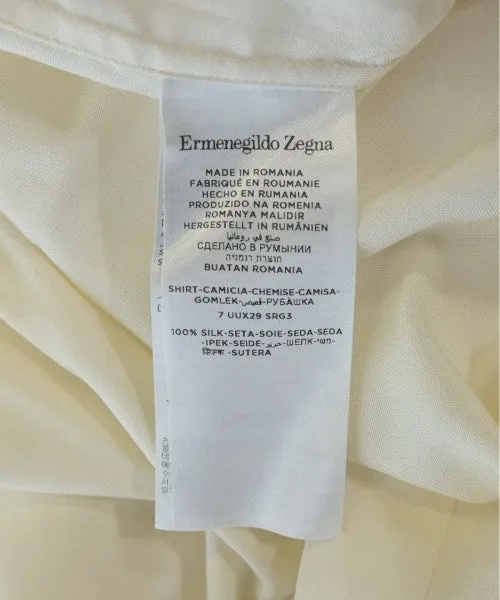 Ermenegildo Zegna
MADE IN ROMANIA
FABRIQUÉ EN ROUMANIE
HECHO EN RUMANIA
PRODUZIDO NA ROMENIA
ROMANYA MALIDIR
HERGESTELLT IN RUMÄNIEN
صنع في رومانيا
СДЕЛАНО В РУМЫНИИ
תוצרת רומניה
BUATAN ROMANIA
SHIRT-CAMICIA-CHEMISE-CAMISA-
GOMLEK-قميص-РУБАШКА
7 UUX29 SRG3
100% SILK-SETA-SOIE-SEDA-SEDA
-IPEK-SEIDE-حرير-ШЕЛК-משי-
सिल्क -SUTERA